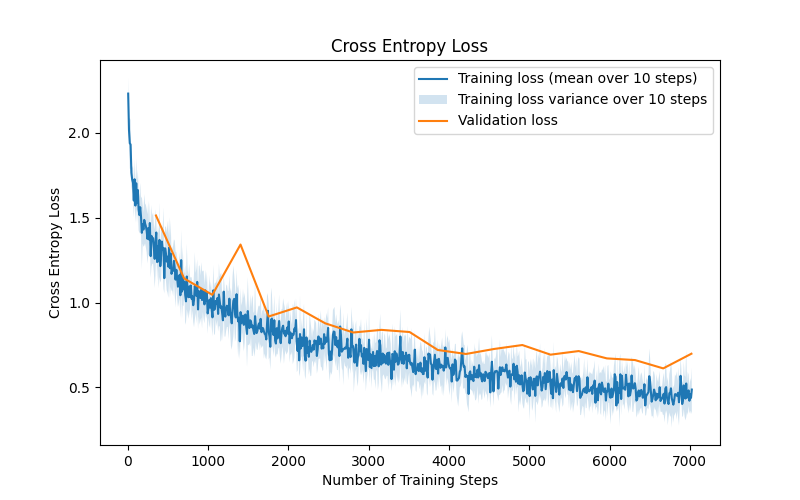 Cross Entropy Loss
Training loss (mean over 10 steps)
Training loss variance over 10 steps
Validation loss
Cross Entropy Loss
2.0
1.5
1.0
0.5
0 1000 2000 3000 4000 5000 6000 7000
Number of Training Steps